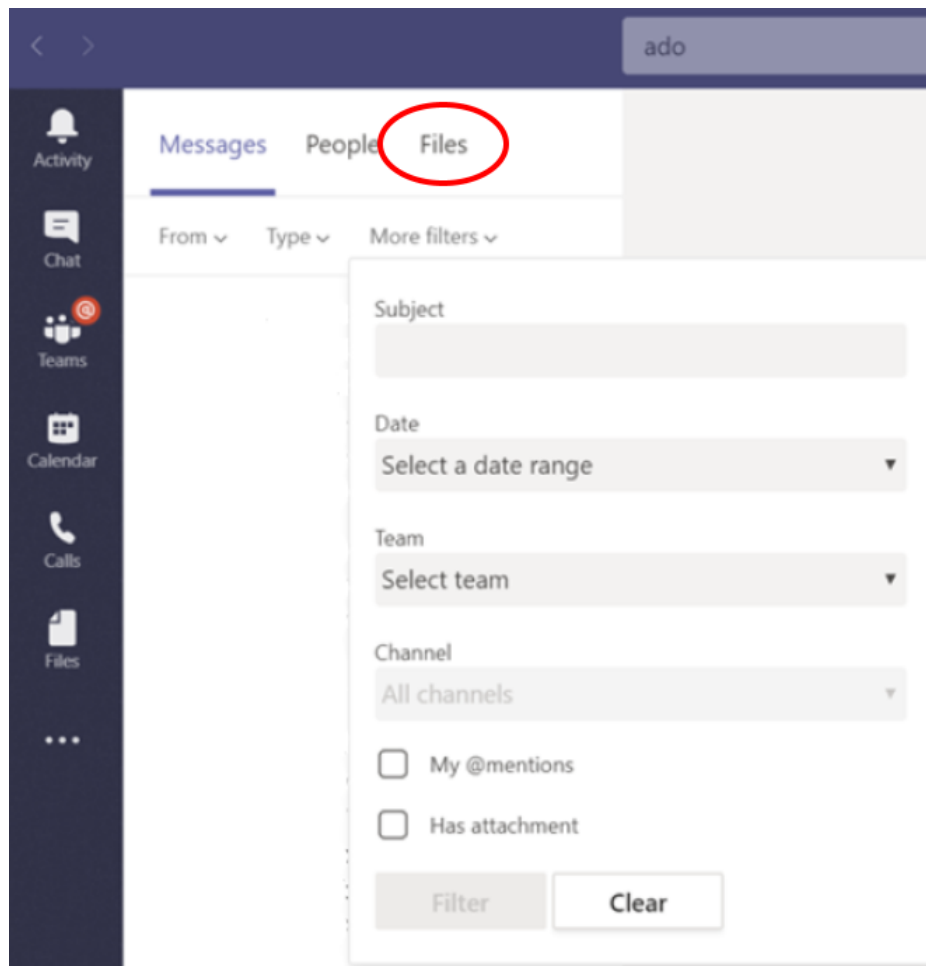 ado
Activity
Chat
Teams
Calendar
Calls
Files
Messages People Files
From Type More filters
Subject
Date
Select a date range
Team
Select team
Channel
All channels
My @mentions
Has attachment
Filter Clear